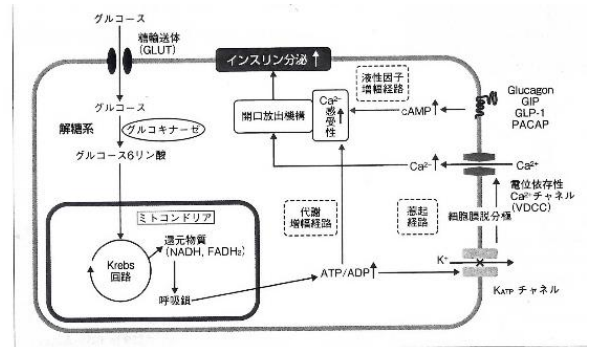 グルコース
糖輸送体
(GLUT)
インスリン分泌↑
液性因子
増幅経路
Glucagon
GIP
GLP-1
PACAP
グルコース
開口放出機構
Ca²⁻
感受性↑
cAMP↑
解糖系
グルコキナーゼ
グルコース6リン酸
Ca²⁻↑
Ca²⁺
電位依存性
Ca²⁻チャネル
(VDCC)
ミトコンドリア
代謝
増幅経路
惹起
経路
細胞膜脱分極
Krebs
回路
還元物質
(NADH, FADH₂)
呼吸鎖
ATP/ADP↑
K⁺
KATP チャネル